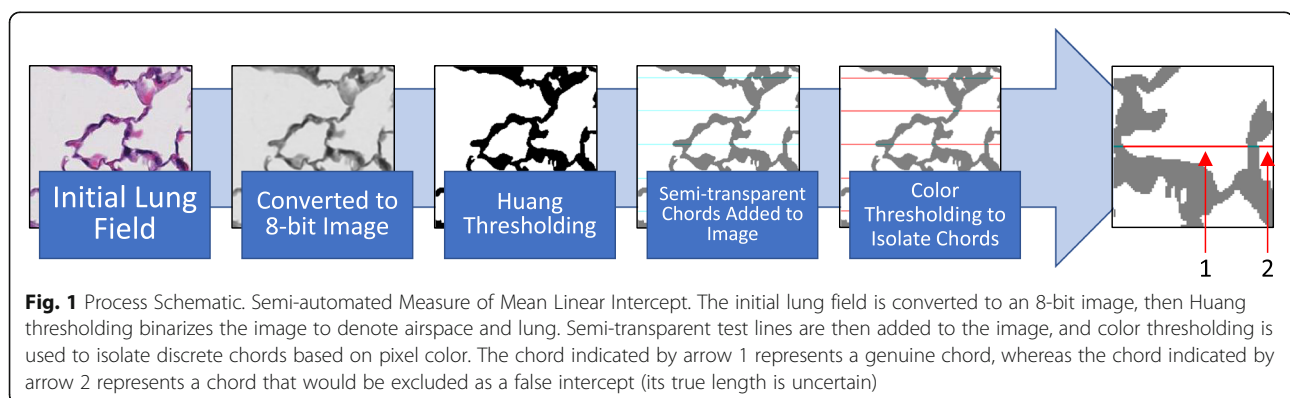 Initial Lung
Field
Converted to
8-bit Image
Huang
Thresholding
Semi-transparent
Chords Added to
Image
Color
Thresholding to
Isolate Chords
1
2
Fig. 1 Process Schematic. Semi-automated Measure of Mean Linear Intercept. The initial lung field is converted to an 8-bit image, then Huang
thresholding binarizes the image to denote airspace and lung. Semi-transparent test lines are then added to the image, and color thresholding is
used to isolate discrete chords based on pixel color. The chord indicated by arrow 1 represents a genuine chord, whereas the chord indicated by
arrow 2 represents a chord that would be excluded as a false intercept (its true length is uncertain)